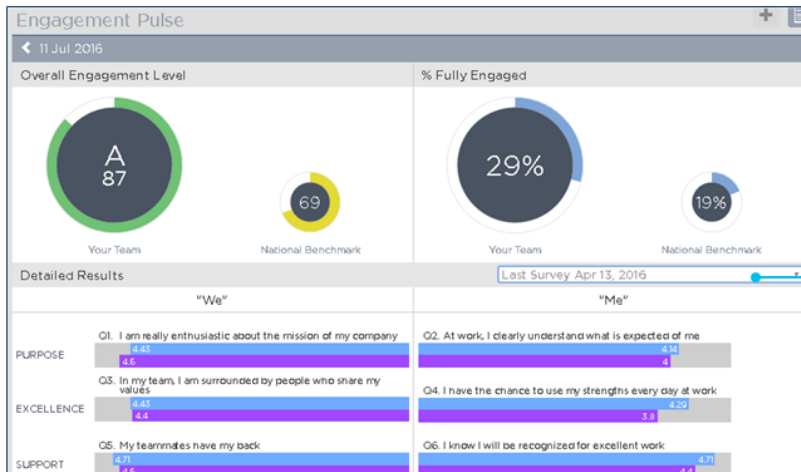 Engagement Pulse
11 Jul 2016
Overall Engagement Level
% Fully Engaged
A
87
69
29%
19%
Your Team
National Benchmark
Your Team
National Benchmark
Detailed Results
Last Survey Apr 13, 2016
"We"
"Me"
Q1. I am really enthusiastic about the mission of my company
Q2. At work, I clearly understand what is expected of me
PURPOSE
4.43
4.14
4.6
4
Q3. In my team, I am surrounded by people who share my
values
Q4. I have the chance to use my strengths every day at work
EXCELLENCE
4.43
4.29
4.4
3.8
Q5. My teammates have my back
Q6. I know I will be recognized for excellent work
SUPPORT
4.71
4.71
4.6
4.4